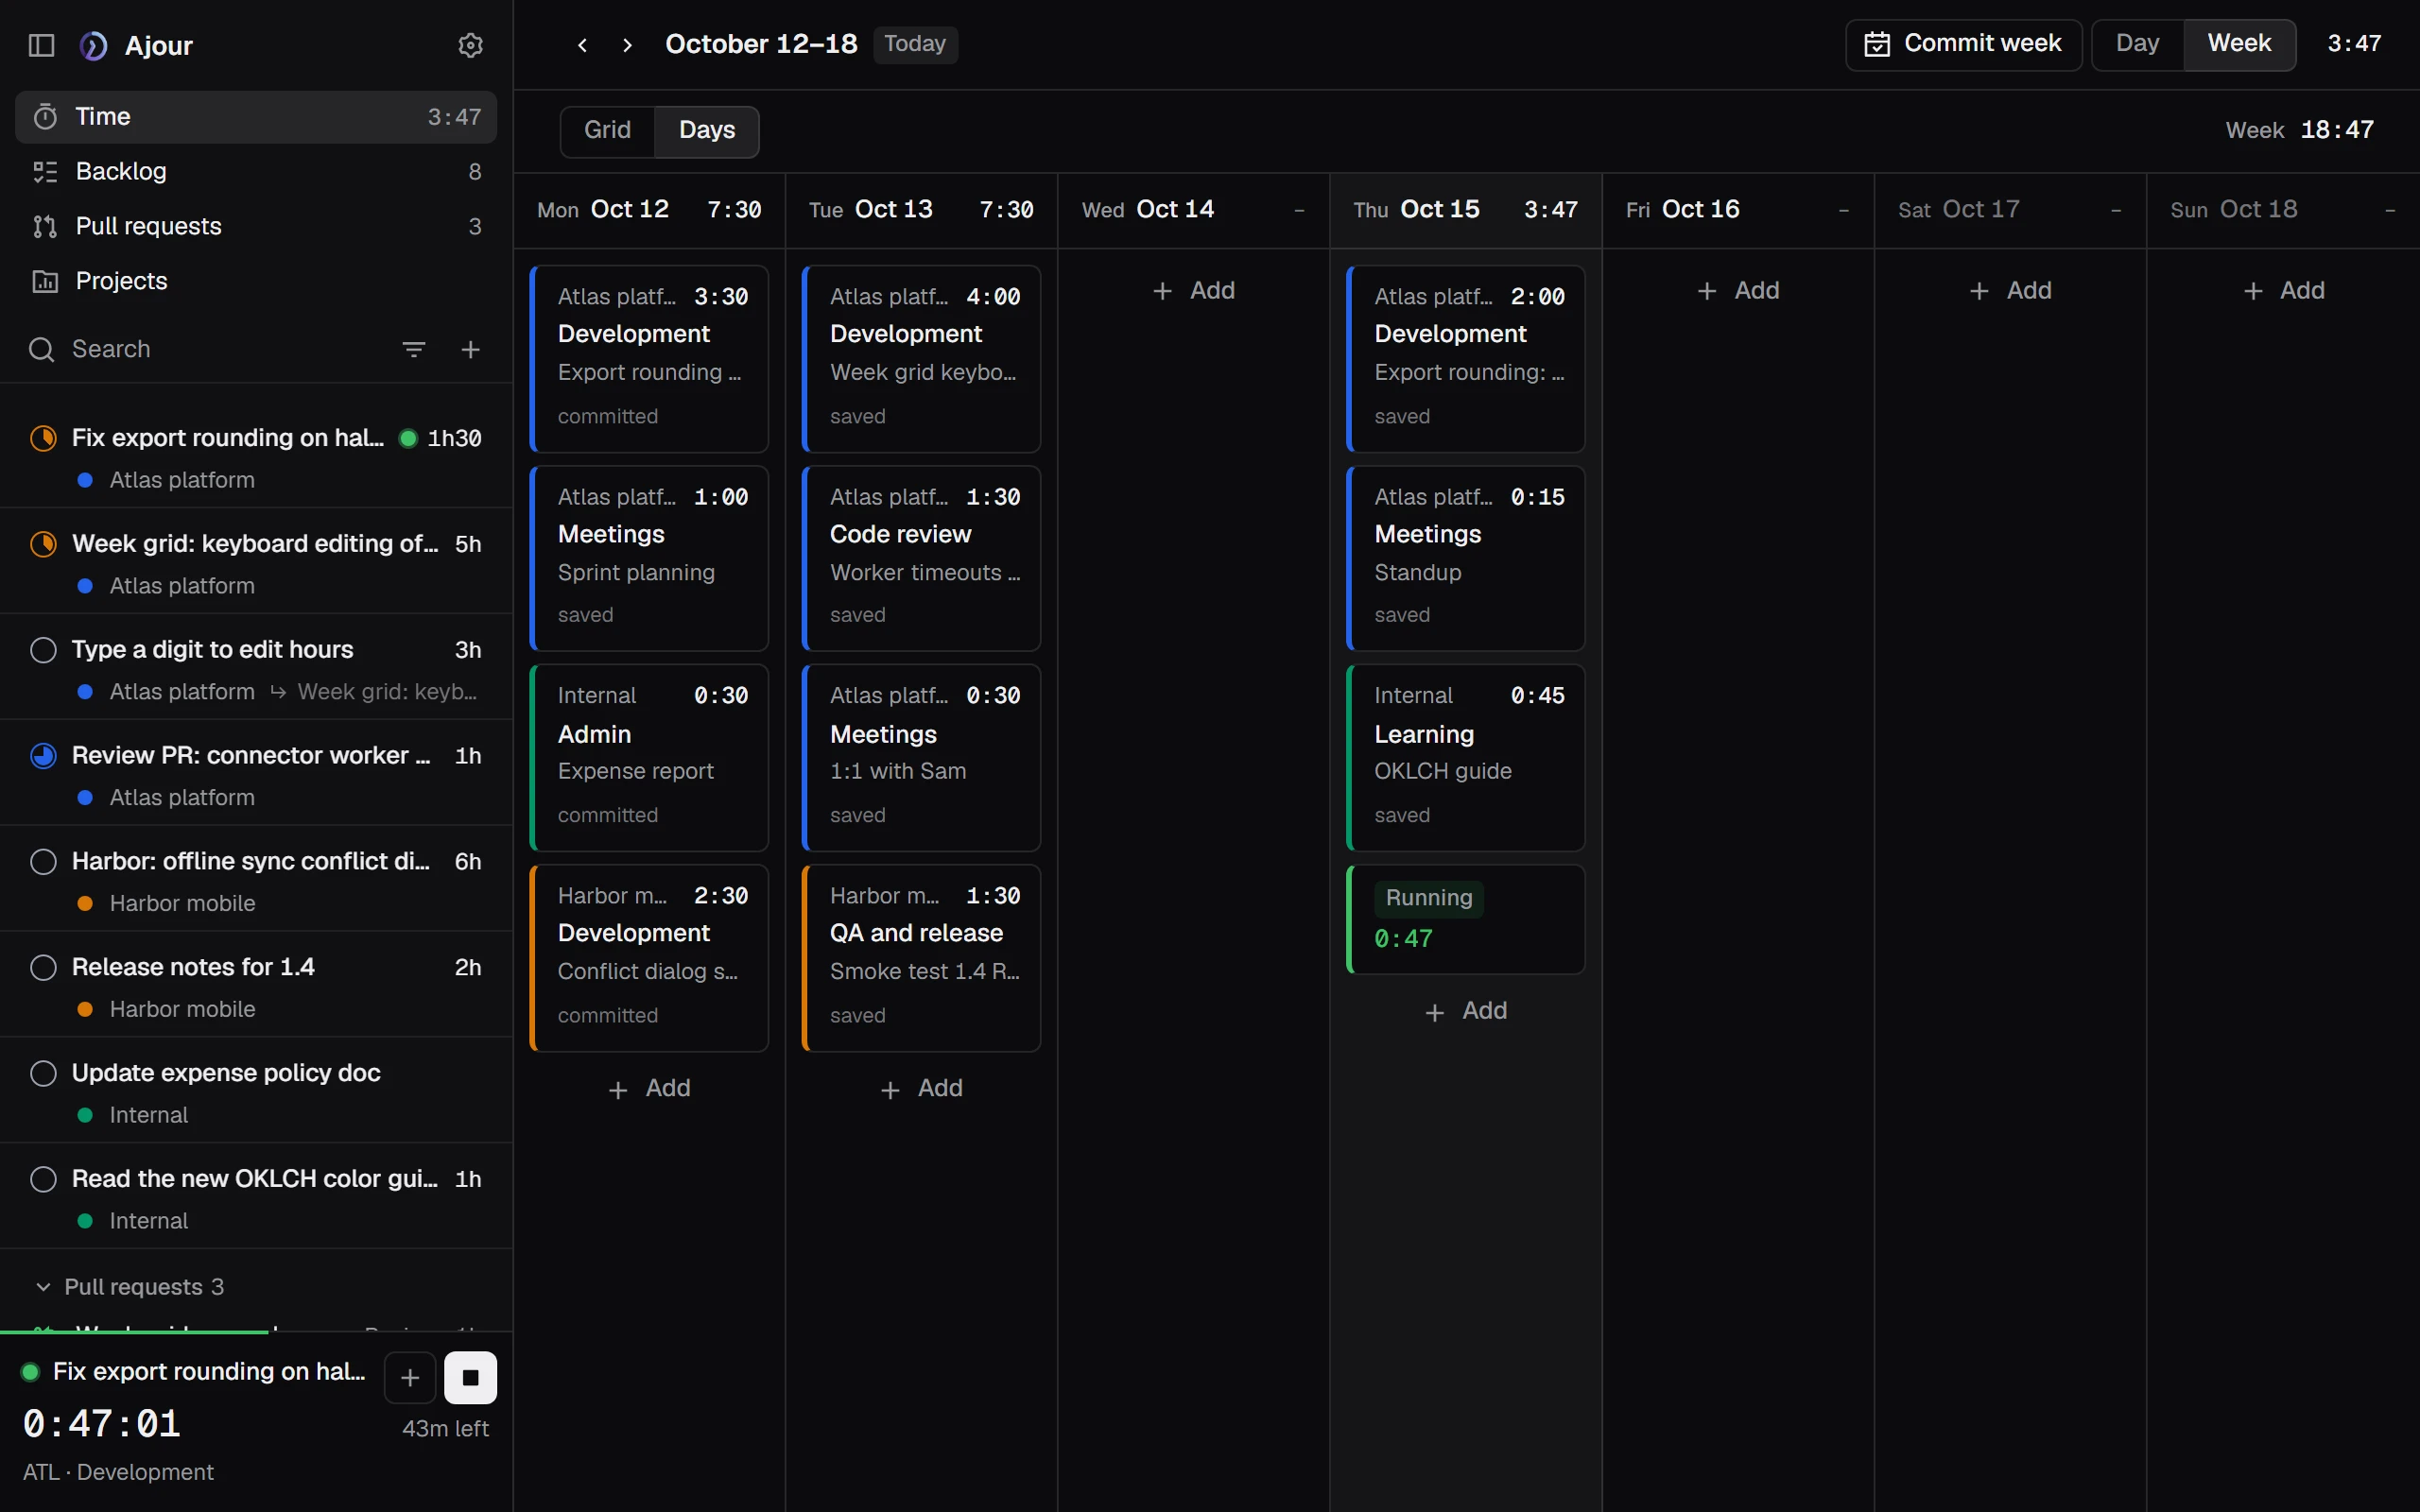 Ajour
Time 3:47
Backlog 8
Pull requests 3
Projects
Search
Fix export rounding on hal... 1h30
Atlas platform
Week grid: keyboard editing of... 5h
Atlas platform
Type a digit to edit hours 3h
Atlas platform ↳ Week grid: keyb...
Review PR: connector worker ... 1h
Atlas platform
Harbor: offline sync conflict di... 6h
Harbor mobile
Release notes for 1.4 2h
Harbor mobile
Update expense policy doc
Internal
Read the new OKLCH color gui... 1h
Internal
Pull requests 3
Fix export rounding on hal...
0:47:01 43m left
ATL · Development
October 12–18 Today
Commit week Day Week 3:47
Grid Days
Week 18:47
Mon Oct 12 7:30
Atlas platf... 3:30
Development
Export rounding ...
committed
Atlas platf... 1:00
Meetings
Sprint planning
saved
Internal 0:30
Admin
Expense report
committed
Harbor m... 2:30
Development
Conflict dialog s...
committed
+ Add
Tue Oct 13 7:30
Atlas platf... 4:00
Development
Week grid keybo...
saved
Atlas platf... 1:30
Code review
Worker timeouts ...
saved
Atlas platf... 0:30
Meetings
1:1 with Sam
saved
Harbor m... 1:30
QA and release
Smoke test 1.4 R...
saved
+ Add
Wed Oct 14 –
+ Add
Thu Oct 15 3:47
Atlas platf... 2:00
Development
Export rounding: ...
saved
Atlas platf... 0:15
Meetings
Standup
saved
Internal 0:45
Learning
OKLCH guide
saved
Running
0:47
+ Add
Fri Oct 16 –
+ Add
Sat Oct 17 –
+ Add
Sun Oct 18 –
+ Add